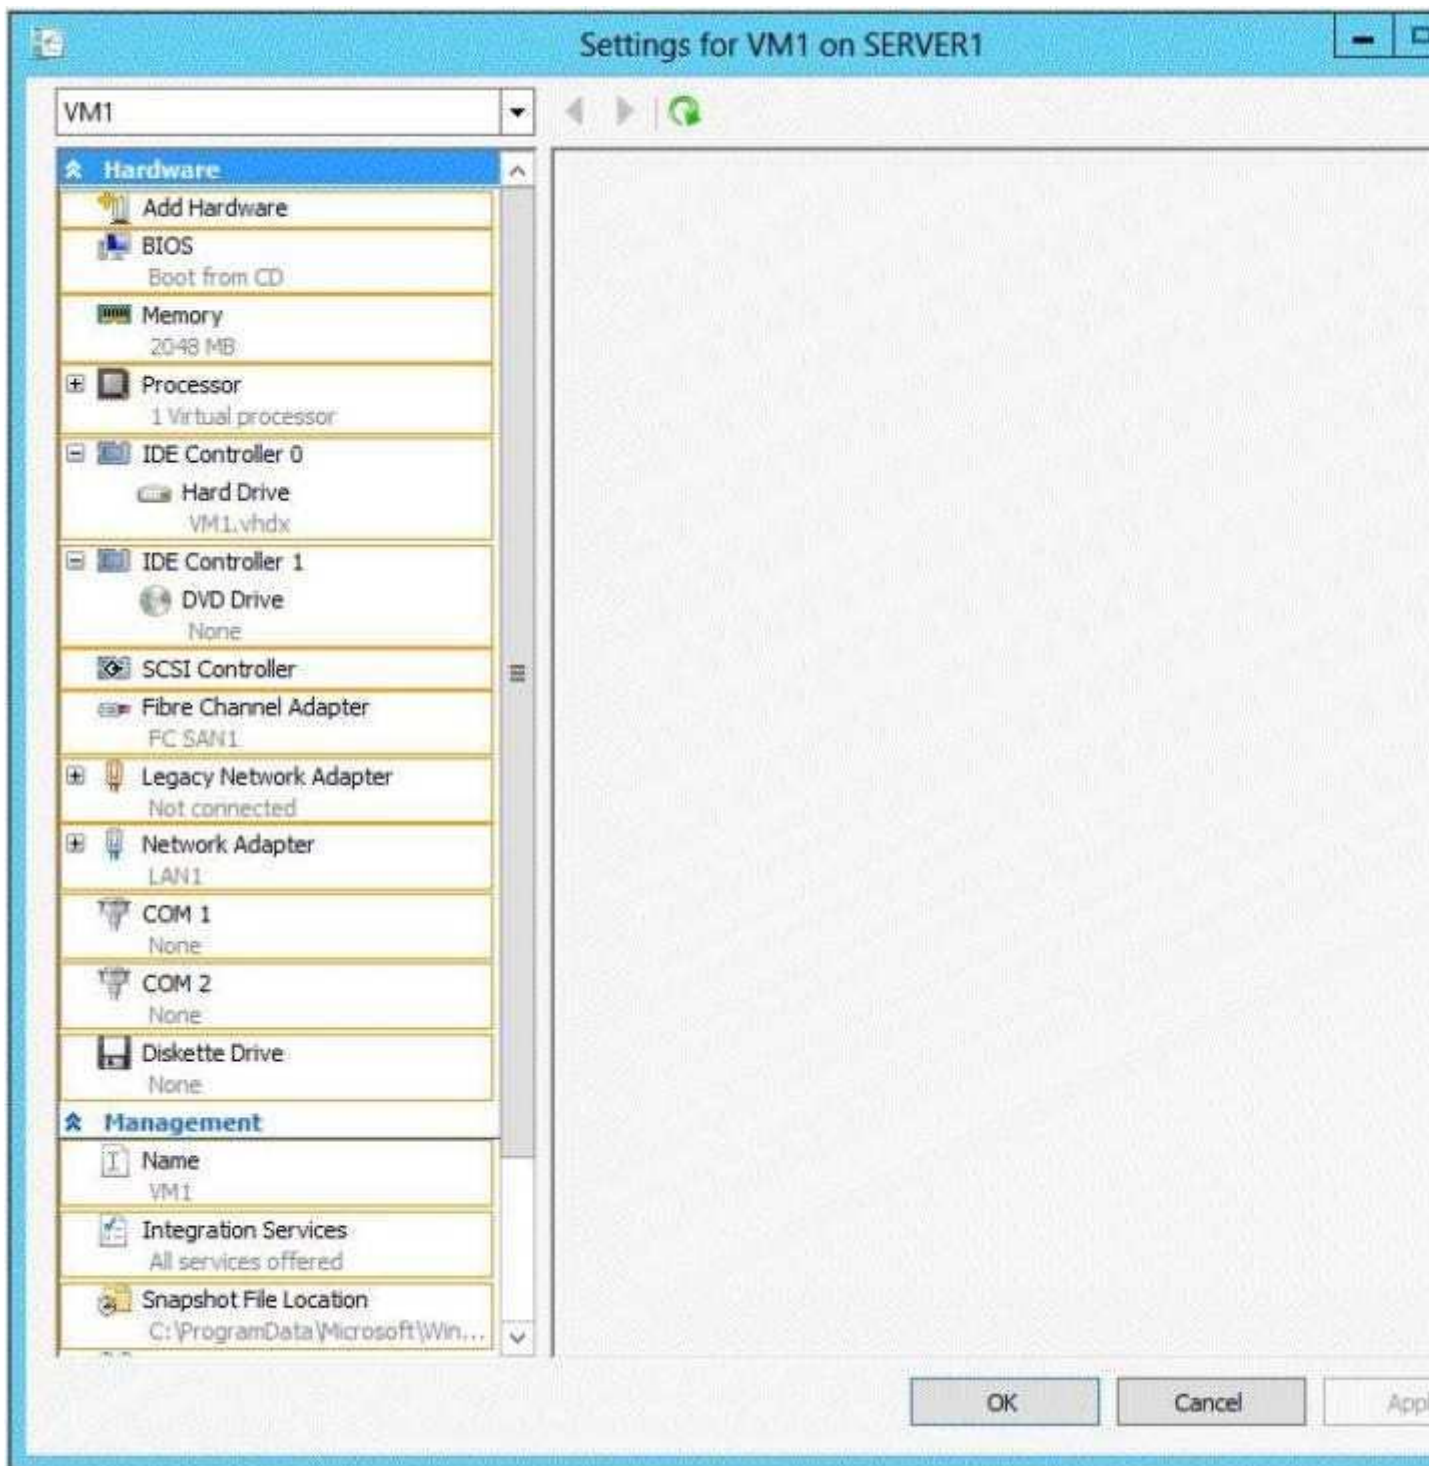 Settings for VM1 on SERVER1
VM1
Hardware
Add Hardware
BIOS
Boot from CD
Memory
2048 MB
Processor
1 Virtual processor
IDE Controller 0
Hard Drive
VM1.vhdx
IDE Controller 1
DVD Drive
None
SCSI Controller
Fibre Channel Adapter
FC SAN1
Legacy Network Adapter
Not connected
Network Adapter
LAN1
COM 1
None
COM 2
None
Diskette Drive
None
Management
Name
VM1
Integration Services
All services offered
Snapshot File Location
C:\ProgramData\Microsoft\Win...
OK
Cancel
Appl